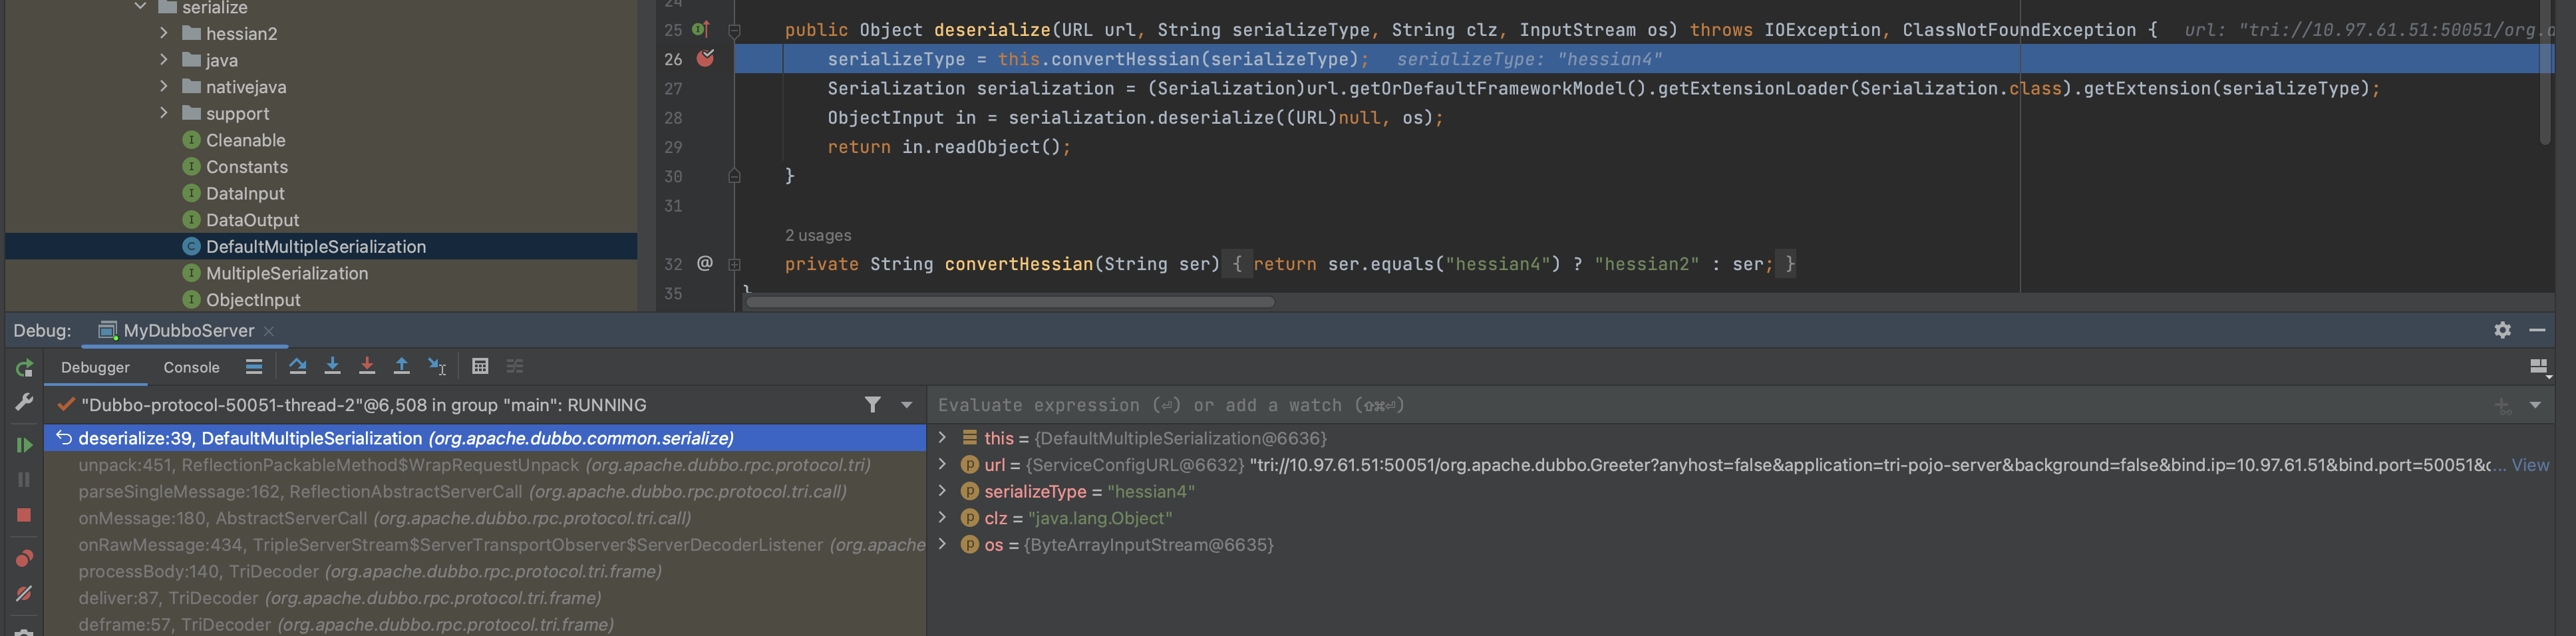 serialize
hessian2
java
nativejava
support
Cleanable
Constants
DataInput
DataOutput
DefaultMultipleSerialization
MultipleSerialization
ObjectInput
24
25 public Object deserialize(URL url, String serializeType, String clz, InputStream os) throws IOException, ClassNotFoundException { url: "tri://10.97.61.51:50051/org.
26 serializeType = this.convertHessian(serializeType); serializeType: "hessian4"
27 Serialization serialization = (Serialization)url.getOrDefaultFrameworkModel().getExtensionLoader(Serialization.class).getExtension(serializeType);
28 ObjectInput in = serialization.deserialize((URL)null, os);
29 return in.readObject();
30 }
31
2 usages
32 @ private String convertHessian(String ser) { return ser.equals("hessian4") ? "hessian2" : ser; }
35 }
Debug: MyDubboServer
Debugger Console
"Dubbo-protocol-50051-thread-2"@6,508 in group "main": RUNNING
deserialize:39, DefaultMultipleSerialization (org.apache.dubbo.common.serialize)
unpack:451, ReflectionPackableMethod$WrapRequestUnpack (org.apache.dubbo.rpc.protocol.tri)
parseSingleMessage:162, ReflectionAbstractServerCall (org.apache.dubbo.rpc.protocol.tri.call)
onMessage:180, AbstractServerCall (org.apache.dubbo.rpc.protocol.tri.call)
onRawMessage:434, TripleServerStream$ServerTransportObserver$ServerDecoderListener (org.apache
processBody:140, TriDecoder (org.apache.dubbo.rpc.protocol.tri.frame)
deliver:87, TriDecoder (org.apache.dubbo.rpc.protocol.tri.frame)
deframe:57, TriDecoder (org.apache.dubbo.rpc.protocol.tri.frame)
Evaluate expression (⏎) or add a watch (⇧⌘⏎)
this = {DefaultMultipleSerialization@6636}
url = {ServiceConfigURL@6632} "tri://10.97.61.51:50051/org.apache.dubbo.Greeter?anyhost=false&application=tri-pojo-server&background=false&bind.ip=10.97.61.51&bind.port=50051&c... View
serializeType = "hessian4"
clz = "java.lang.Object"
os = {ByteArrayInputStream@6635}